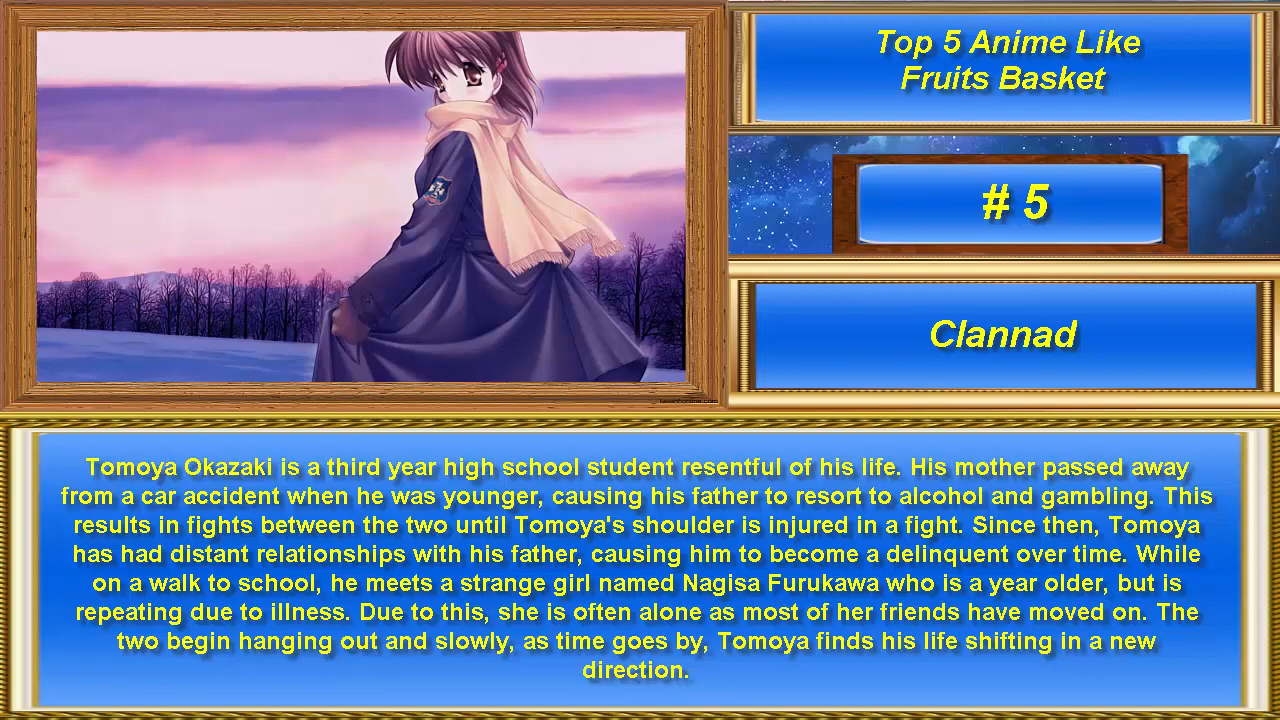 Top 5 Anime Like
Fruits Basket
# 5
Clannad
Tomoya Okazaki is a third year high school student resentful of his life. His mother passed away
from a car accident when he was younger, causing his father to resort to alcohol and gambling. This
results in fights between the two until Tomoya's shoulder is injured in a fight. Since then, Tomoya
has had distant relationships with his father, causing him to become a delinquent over time. While
on a walk to school, he meets a strange girl named Nagisa Furukawa who is a year older, but is
repeating due to illness. Due to this, she is often alone as most of her friends have moved on. The
two begin hanging out and slowly, as time goes by, Tomoya finds his life shifting in a new
direction.